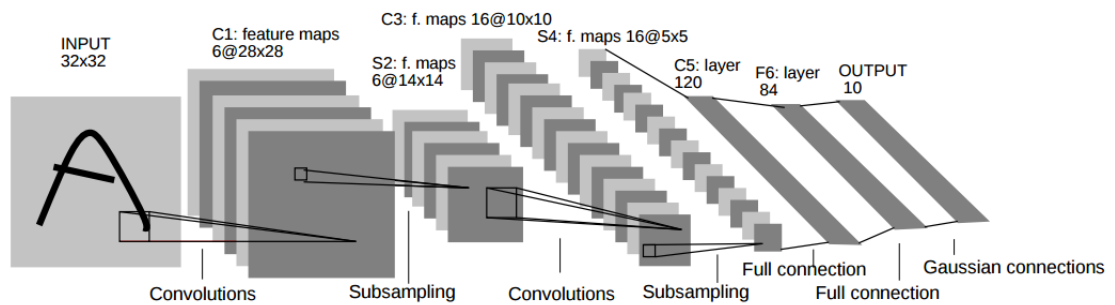 INPUT
32x32
C1: feature maps
6@28x28
S2: f. maps
6@14x14
C3: f. maps 16@10x10
S4: f. maps 16@5x5
C5: layer
120
F6: layer
84
OUTPUT
10
Convolutions
Subsampling
Convolutions
Subsampling
Full connection
Full connection
Gaussian connections